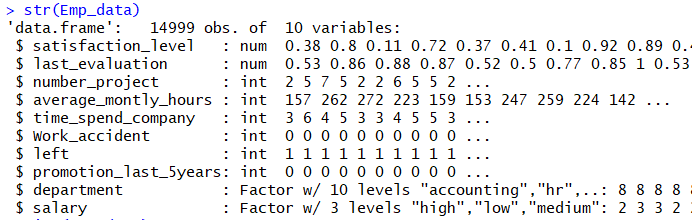 > str(Emp_data)
'data.frame':   14999 obs. of  10 variables:
 $ satisfaction_level   : num  0.38 0.8 0.11 0.72 0.37 0.41 0.1 0.92 0.89 0.4
 $ last_evaluation      : num  0.53 0.86 0.88 0.87 0.52 0.5 0.77 0.85 1 0.53
 $ number_project       : int  2 5 7 5 2 2 6 5 5 2 ...
 $ average_montly_hours : int  157 262 272 223 159 153 247 259 224 142 ...
 $ time_spend_company   : int  3 6 4 5 3 3 4 5 5 3 ...
 $ Work_accident        : int  0 0 0 0 0 0 0 0 0 0 ...
 $ left                 : int  1 1 1 1 1 1 1 1 1 1 ...
 $ promotion_last_5years: int  0 0 0 0 0 0 0 0 0 0 ...
 $ department           : Factor w/ 10 levels "accounting","hr",..: 8 8 8 8
 $ salary               : Factor w/ 3 levels "high","low","medium": 2 3 3 2